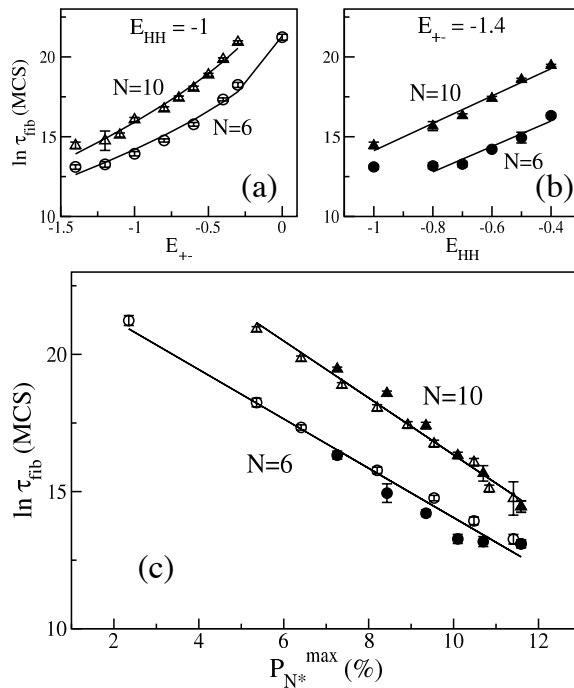 E_HH = -1
N=10
N=6
(a)
ln τ_fib (MCS)
20
15
10
-1.5 -1 -0.5 0
E_+-
E_+- = -1.4
N=10
N=6
(b)
20
15
10
-1 -0.8 -0.6 -0.4
E_HH
N=10
N=6
(c)
ln τ_fib (MCS)
20
15
10
2 4 6 8 10 12
P_N*^max (%)